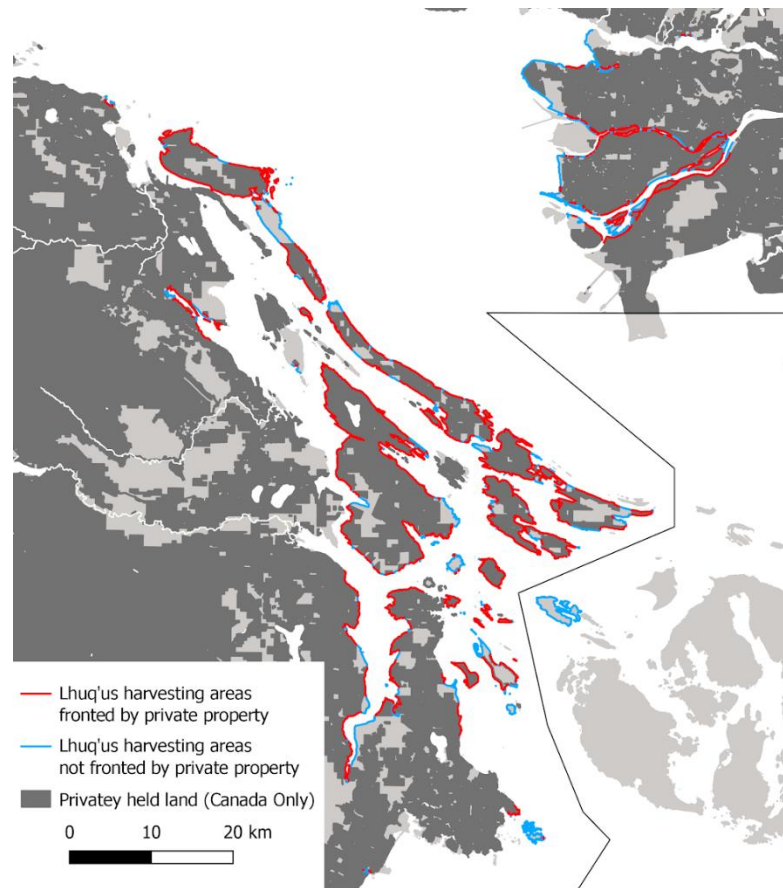 Lhuq'us harvesting areas
fronted by private property
Lhuq'us harvesting areas
not fronted by private property
Privatey held land (Canada Only)
0 10 20 km